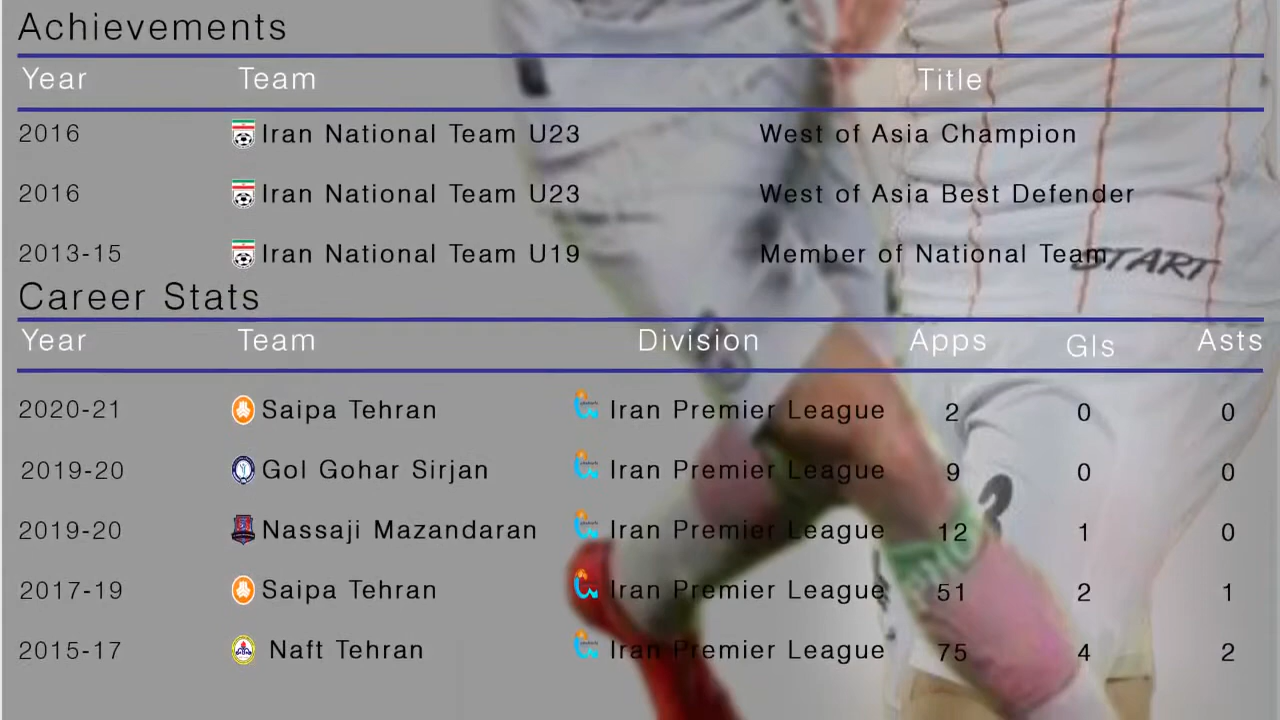 Achievements
Year Team Title
2016 Iran National Team U23 West of Asia Champion
2016 Iran National Team U23 West of Asia Best Defender
2013-15 Iran National Team U19 Member of National Team
START
Career Stats
Year Team Division Apps Gls Asts
2020-21 Saipa Tehran Iran Premier League 2 0 0
2019-20 Gol Gohar Sirjan Iran Premier League 9 0 0
2019-20 Nassaji Mazandaran Iran Premier League 12 1 0
2017-19 Saipa Tehran Iran Premier League 51 2 1
2015-17 Naft Tehran Iran Premier League 75 4 2